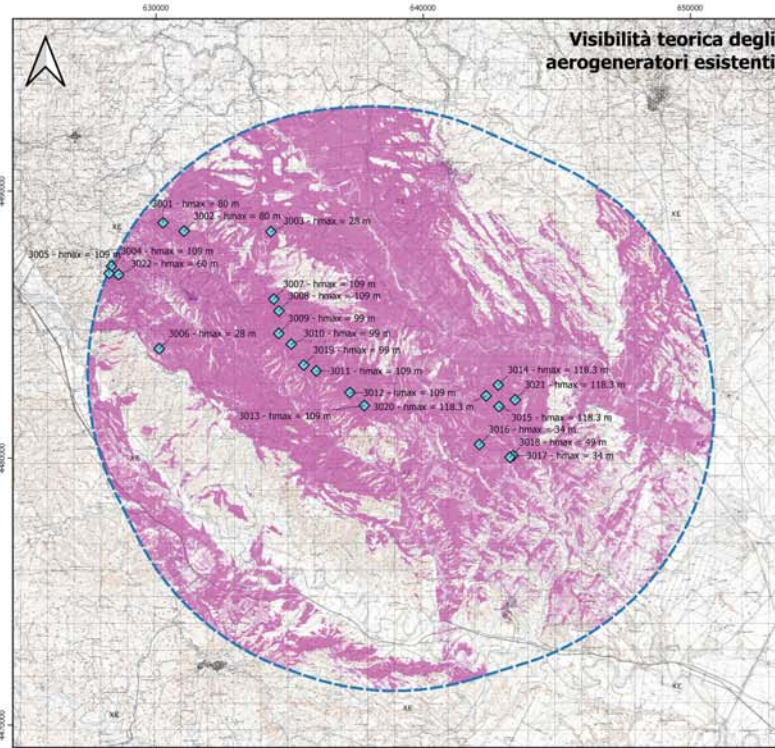 630000
640000
650000
Visibilità teorica degli
aerogeneratori esistenti
4490000
3001 - hmax = 80 m
3002 - hmax = 80 m
3003 - hmax = 28 m
3004 - hmax = 109 m
3005 - hmax = 109 m
3022 - hmax = 60 m
3007 - hmax = 109 m
3008 - hmax = 109 m
3009 - hmax = 99 m
3010 - hmax = 99 m
3006 - hmax = 28 m
3019 - hmax = 99 m
3011 - hmax = 109 m
3014 - hmax = 118.3 m
3021 - hmax = 118.3 m
3012 - hmax = 109 m
3020 - hmax = 118.3 m
3013 - hmax = 109 m
3015 - hmax = 118.3 m
3016 - hmax = 34 m
3018 - hmax = 49 m
3017 - hmax = 34 m
4480000
4470000